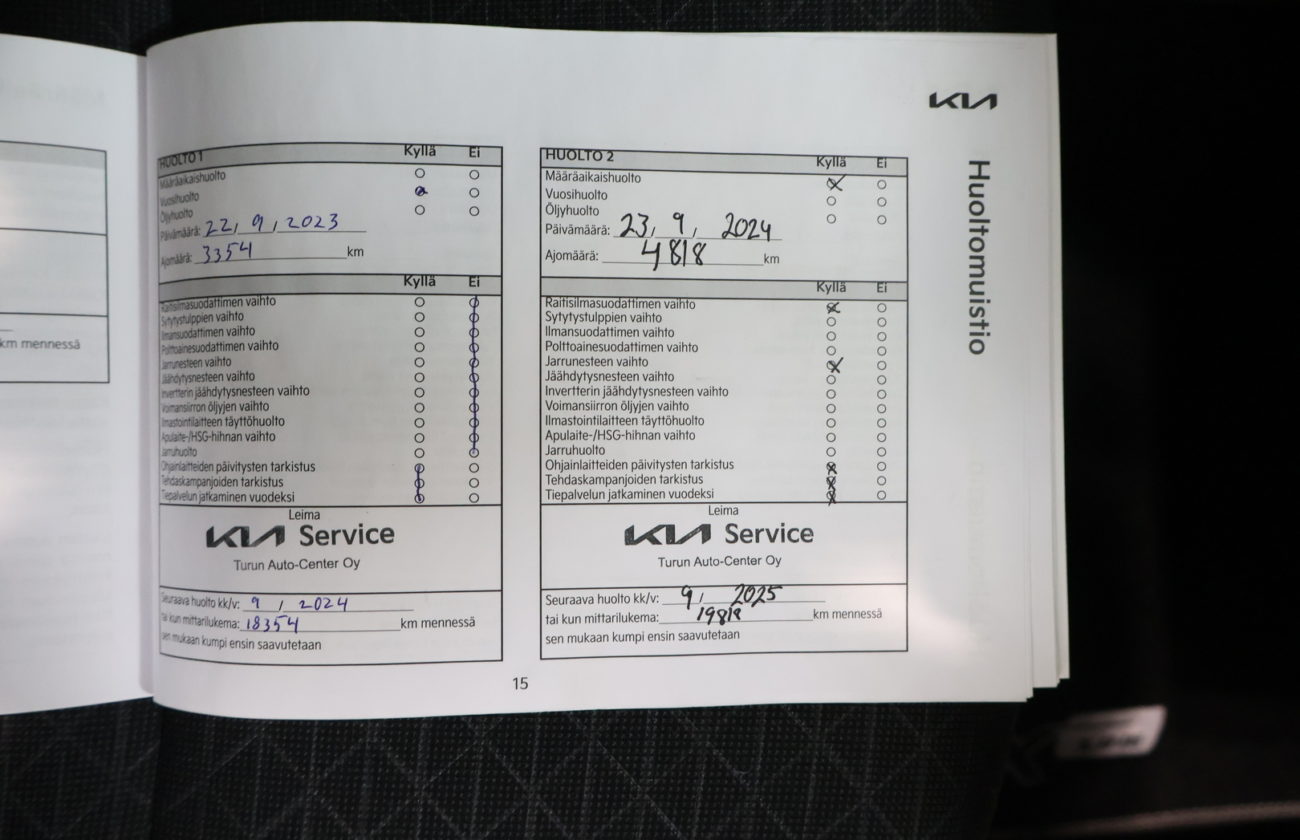 km mennessä
KIA
Huoltomuistio
HUOLTO 1 Kyllä Ei
Määräaikaishuolto
Vuosihuolto
Öljyhuolto
Päivämäärä: 22, 9, 2023
Ajomäärä: 3354 km
Kyllä Ei
Raitisilmasuodattimen vaihto
Sytytystulppien vaihto
Ilmansuodattimen vaihto
Polttoainesuodattimen vaihto
Jarrunesteen vaihto
Jäähdytysnesteen vaihto
Invertterin jäähdytysnesteen vaihto
Voimansiirron öljyjen vaihto
Ilmastointilaitteen täyttöhuolto
Apulaite-/HSG-hihnan vaihto
Jarruhuolto
Ohjainlaitteiden päivitysten tarkistus
Tehdaskampanjoiden tarkistus
Tiepalvelun jatkaminen vuodeksi
Leima
KIA Service
Turun Auto-Center Oy
Seuraava huolto kk/v: 9 / 2024
tai kun mittarilukema: 18354 km mennessä
sen mukaan kumpi ensin saavutetaan
HUOLTO 2 Kyllä Ei
Määräaikaishuolto
Vuosihuolto
Öljyhuolto
Päivämäärä: 23, 9, 2024
Ajomäärä: 4818 km
Kyllä Ei
Raitisilmasuodattimen vaihto
Sytytystulppien vaihto
Ilmansuodattimen vaihto
Polttoainesuodattimen vaihto
Jarrunesteen vaihto
Jäähdytysnesteen vaihto
Invertterin jäähdytysnesteen vaihto
Voimansiirron öljyjen vaihto
Ilmastointilaitteen täyttöhuolto
Apulaite-/HSG-hihnan vaihto
Jarruhuolto
Ohjainlaitteiden päivitysten tarkistus
Tehdaskampanjoiden tarkistus
Tiepalvelun jatkaminen vuodeksi
Leima
KIA Service
Turun Auto-Center Oy
Seuraava huolto kk/v: 9, 2025
tai kun mittarilukema: 19818 km mennessä
sen mukaan kumpi ensin saavutetaan
15